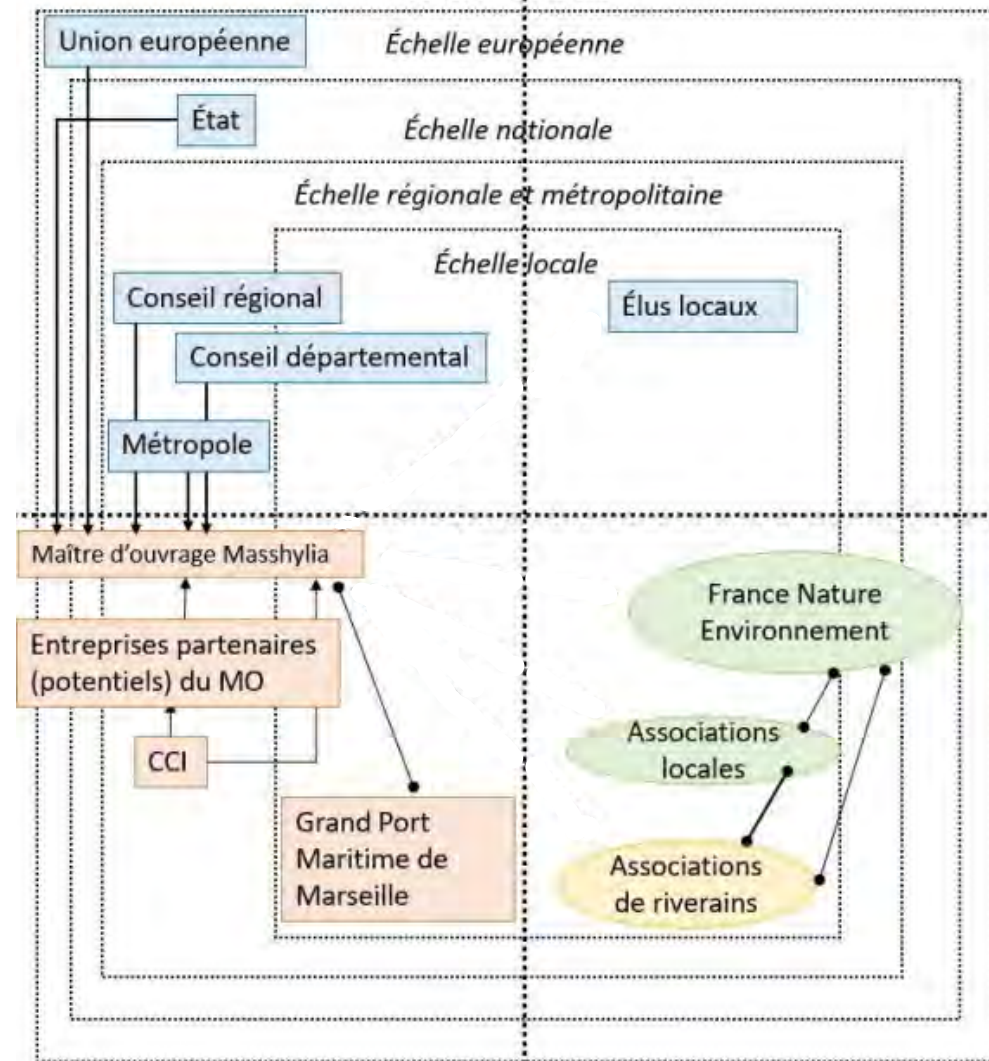 Union européenne
Échelle européenne
État
Échelle nationale
Échelle régionale et métropolitaine
Échelle locale
Conseil régional
Élus locaux
Conseil départemental
Métropole
Maître d'ouvrage Masshylia
France Nature
Environnement
Entreprises partenaires
(potentiels) du MO
Associations
locales
CCI
Grand Port
Maritime de
Marseille
Associations
de riverains